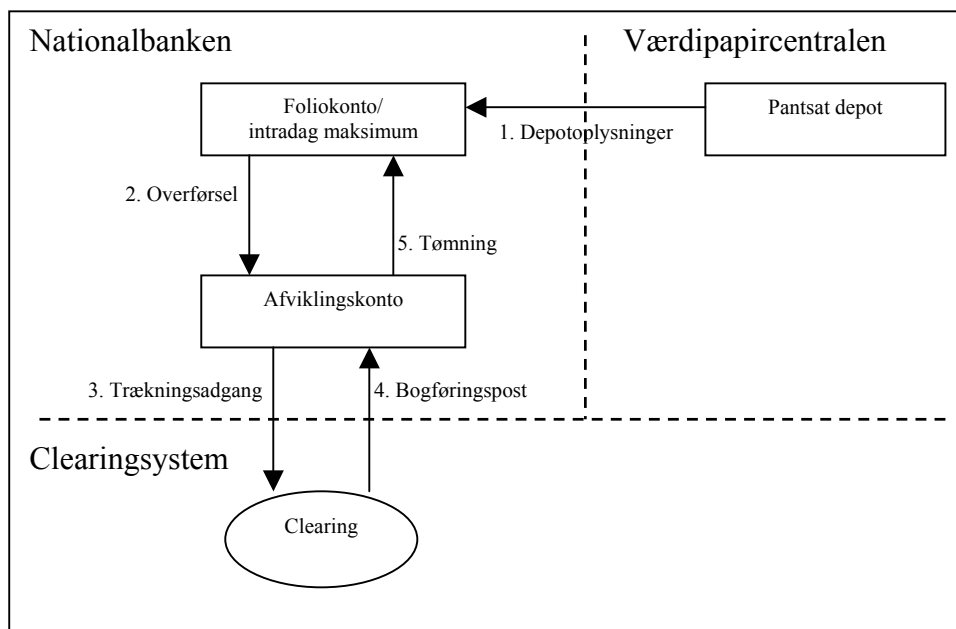 Nationalbanken
Værdipapircentralen
Foliokonto/
intradag maksimum
Pantsat depot
1. Depotoplysninger
2. Overførsel
5. Tømning
Afviklingskonto
3. Trækningsadgang
4. Bogføringspost
Clearingsystem
Clearing